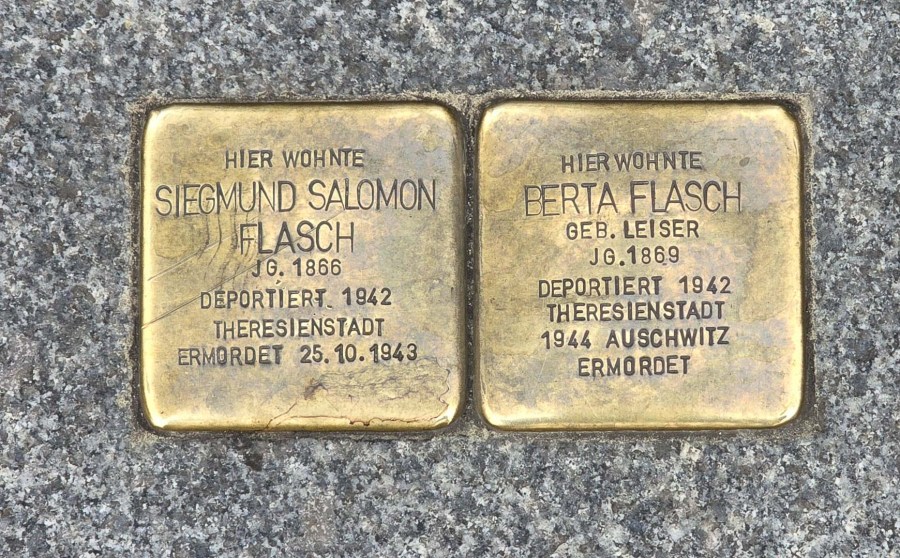 HIER WOHNTE
SIEGMUND SALOMON
FLASCH
JG. 1866
DEPORTIERT 1942
THERESIENSTADT
ERMORDET 25.10.1943
HIER WOHNTE
BERTA FLASCH
GEB. LEISER
JG. 1869
DEPORTIERT 1942
THERESIENSTADT
1944 AUSCHWITZ
ERMORDET